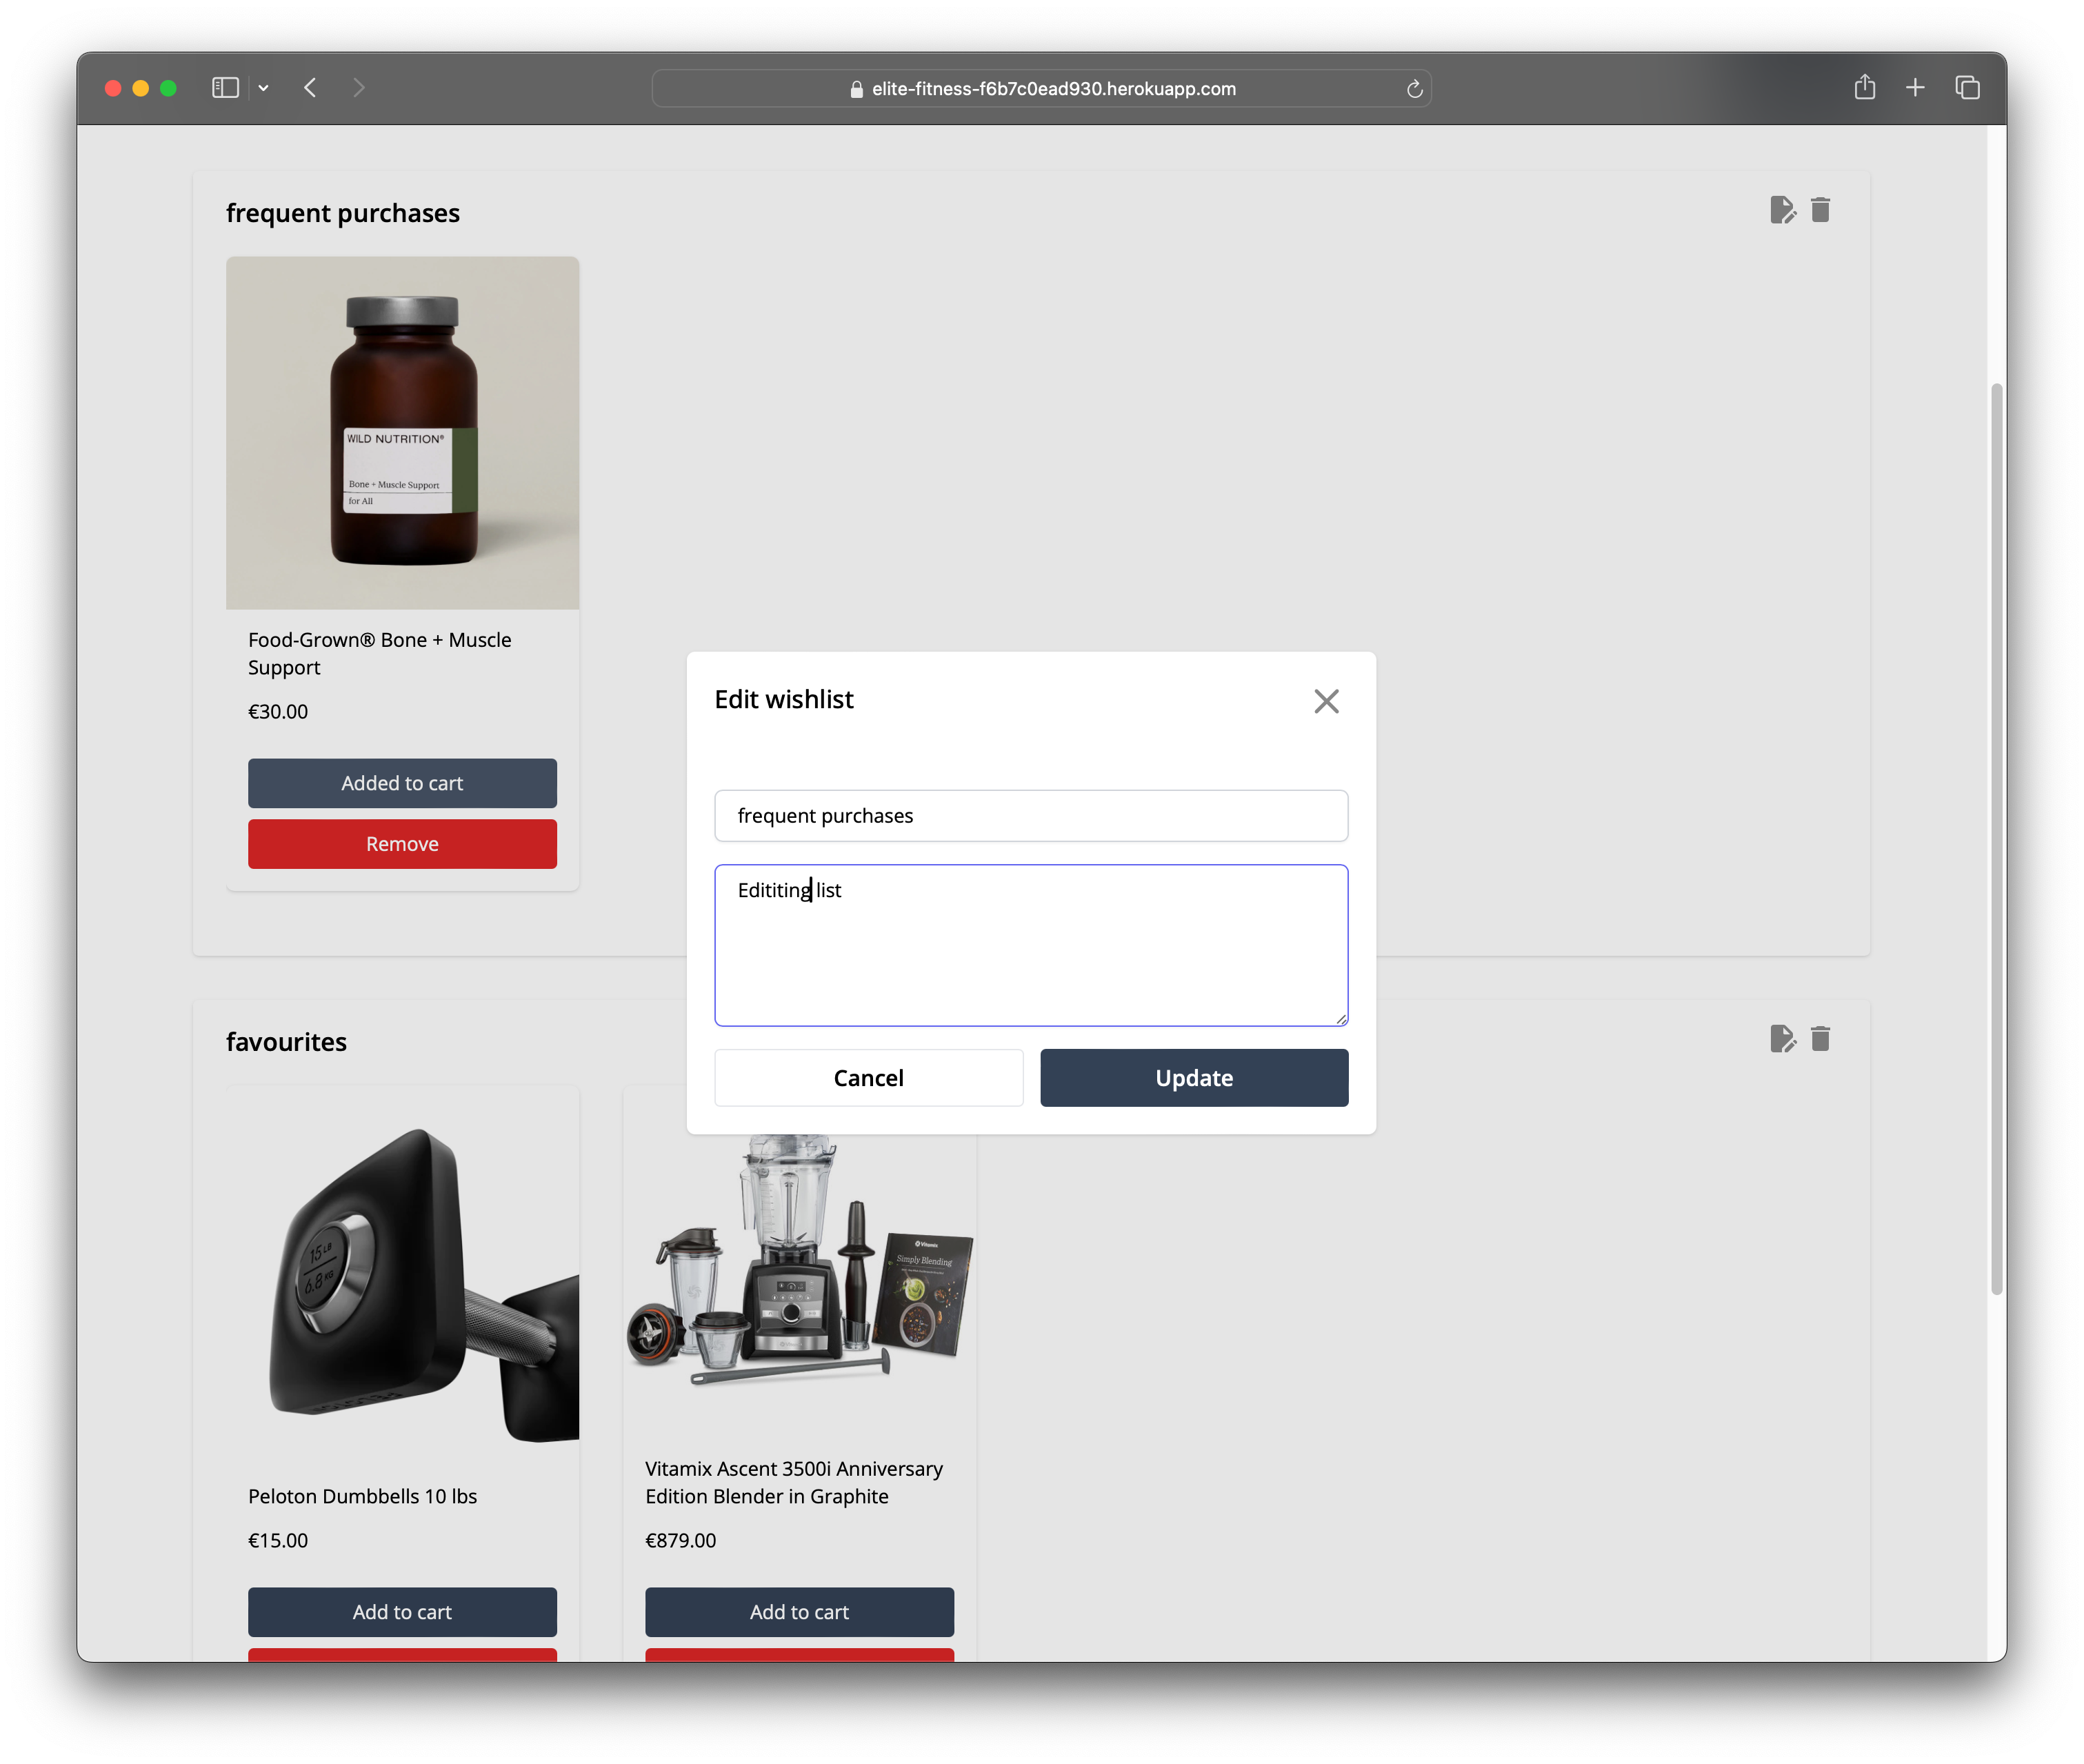 elite-fitness-f6b7c0ead930.herokuapp.com
frequent purchases
WILD NUTRITION®
Bone + Muscle Support
for All
Food-Grown® Bone + Muscle
Support
€30.00
Added to cart
Remove
Edit wishlist
frequent purchases
Edititing list
Cancel
Update
favourites
15 LB
6.8 KG
Vitamix
Simply Blending
Peloton Dumbbells 10 lbs
€15.00
Add to cart
Vitamix Ascent 3500i Anniversary
Edition Blender in Graphite
€879.00
Add to cart